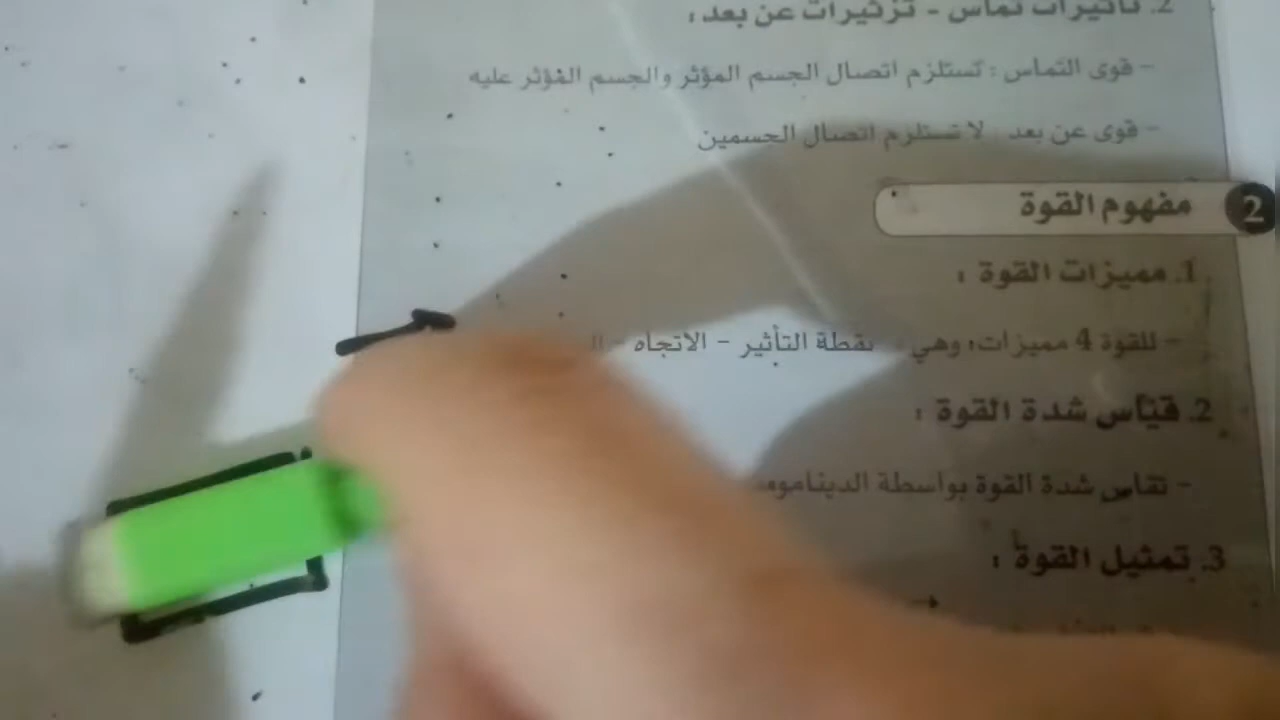 2. تأثيرات تماس - تزثيرات عن بعد :
- قوى التماس : تستلزم اتصال الجسم المؤثر والجسم المؤثر عليه
- قوى عن بعد لا تستلزم اتصال الجسمين
2 مفهوم القوة
1. مميزات القوة :
- للقوة 4 مميزات، وهي نقطة التأثير - الاتجاه -
2. قياس شدة القوة :
- تقاس شدة القوة بواسطة
3. تمثيل القوة :